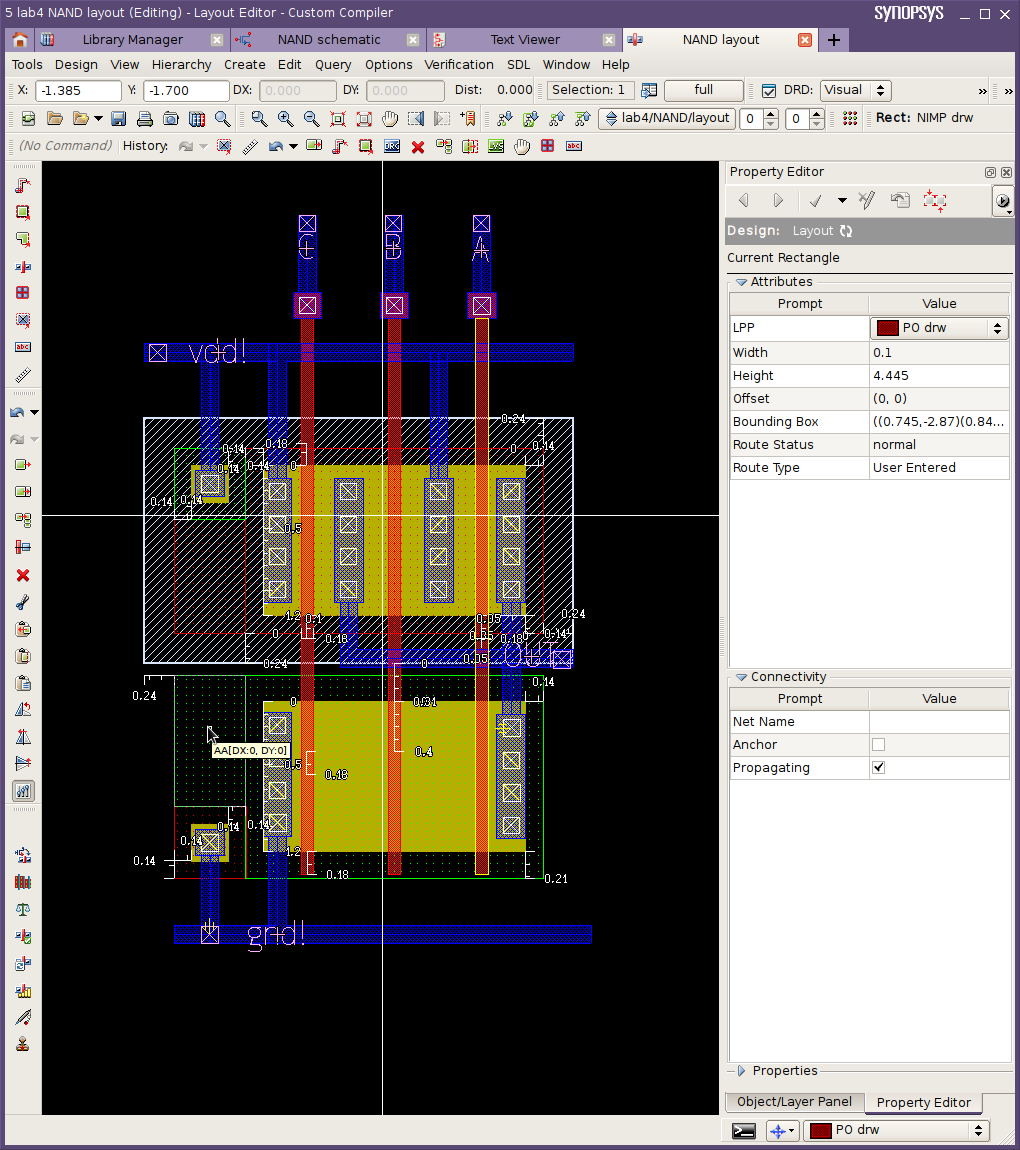 5 lab4 NAND layout (Editing) - Layout Editor - Custom Compiler
SYNOPSYS
Library Manager
NAND schematic
Text Viewer
NAND layout
Tools Design View Hierarchy Create Edit Query Options Verification SDL Window Help
X: -1.385 Y: -1.700 DX: 0.000 DY: 0.000 Dist: 0.000 Selection: 1 full DRD: Visual » »
lab4/NAND/layout 0 0 Rect: NIMP drw
(No Command) History:
DRC LVS abc
abc
C B A
vdd!
0.24
0.18 0 0.14
0.14 0.14 0
0.14
0.14 0.14
0.5
1.2 0.1 0.05 0.24
0 0.18 0.05 0.18 0 0.14
0.24 0 0.05 out
0.24 0.14
0 0.21
AA[DX:0, DY:0] 0.4
0.5 0.18
0.14 0.14
0.14
0.14 1.2
0.18 0.21
gnd!
Property Editor
Design: Layout
Current Rectangle
Attributes
Prompt Value
LPP PO drw
Width 0.1
Height 4.445
Offset (0, 0)
Bounding Box ((0.745,-2.87)(0.84...
Route Status normal
Route Type User Entered
Connectivity
Prompt Value
Net Name
Anchor
Propagating
Properties
Object/Layer Panel Property Editor
PO drw